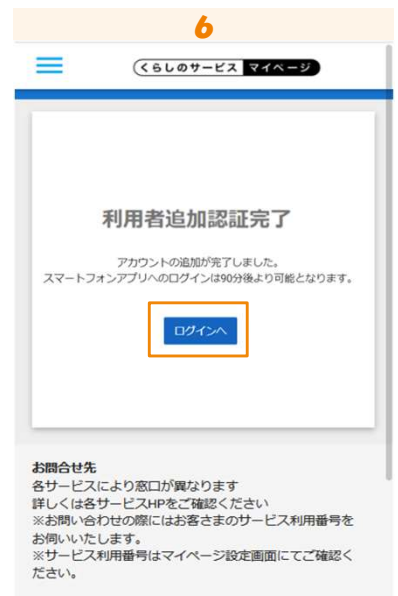 6
くらしのサービス マイページ
利用者追加認証完了
アカウントの追加が完了しました。
スマートフォンアプリへのログインは90分後より可能となります。
ログインへ
お問合せ先
各サービスにより窓口が異なります
詳しくは各サービスHPをご確認ください
※お問い合わせの際にはお客さまのサービス利用番号を
お伺いいたします。
※サービス利用番号はマイページ設定画面にてご確認く
ださい。